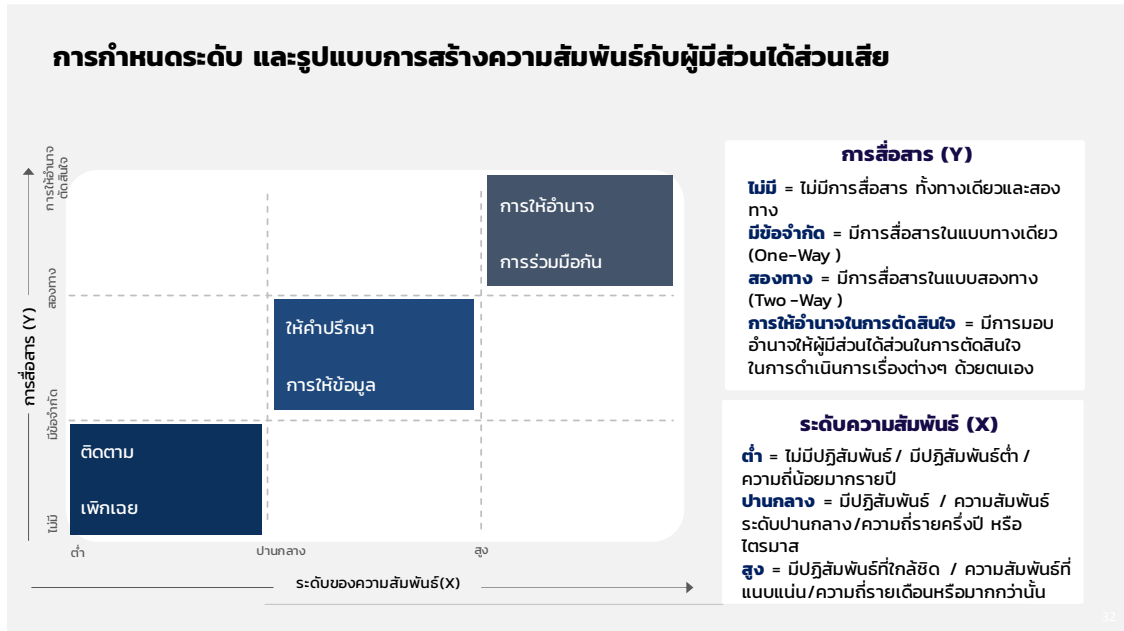 การกำหนดระดับ และรูปแบบการสร้างความสัมพันธ์กับผู้มีส่วนได้ส่วนเสีย
การสื่อสาร (Y)
การให้อำนาจ
ตัดสินใจ
สองทาง
มีข้อจำกัด
ไม่มี
การให้อำนาจ
การร่วมมือกัน
ให้คำปรึกษา
การให้ข้อมูล
ติดตาม
เพิกเฉย
ต่ำ
ปานกลาง
สูง
ระดับของความสัมพันธ์(X)
การสื่อสาร (Y)
ไม่มี = ไม่มีการสื่อสาร ทั้งทางเดียวและสอง
ทาง
มีข้อจำกัด = มีการสื่อสารในแบบทางเดียว
(One-Way )
สองทาง = มีการสื่อสารในแบบสองทาง
(Two -Way )
การให้อำนาจในการตัดสินใจ = มีการมอบ
อำนาจให้ผู้มีส่วนได้ส่วนในการตัดสินใจ
ในการดำเนินการเรื่องต่างๆ ด้วยตนเอง
ระดับความสัมพันธ์ (X)
ต่ำ = ไม่มีปฏิสัมพันธ์ / มีปฏิสัมพันธ์ต่ำ /
ความถี่น้อยมากรายปี
ปานกลาง = มีปฏิสัมพันธ์ / ความสัมพันธ์
ระดับปานกลาง/ความถี่รายครึ่งปี หรือ
ไตรมาส
สูง = มีปฏิสัมพันธ์ที่ใกล้ชิด / ความสัมพันธ์ที่
แนบแน่น/ความถี่รายเดือนหรือมากกว่านั้น
32